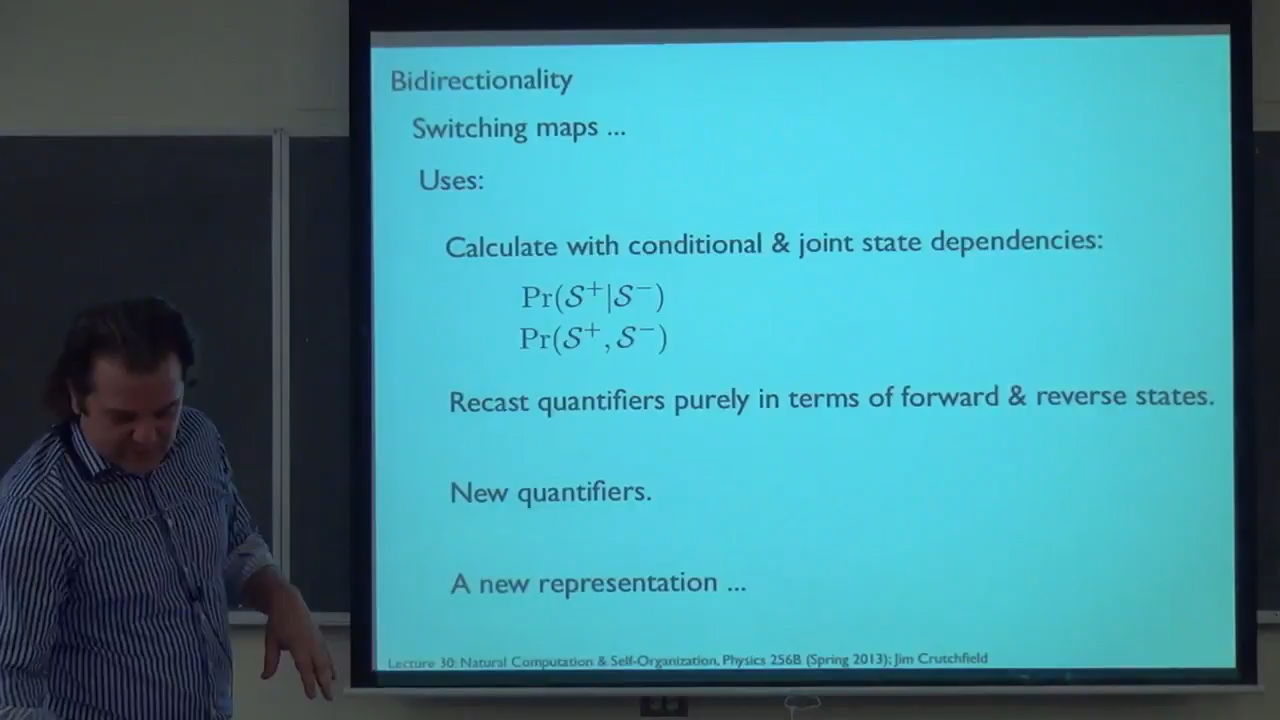 Bidirectionality
Switching maps ...
Uses:
Calculate with conditional & joint state dependencies:
Pr(𝒮⁺|𝒮⁻)
Pr(𝒮⁺, 𝒮⁻)
Recast quantifiers purely in terms of forward & reverse states.
New quantifiers.
A new representation ...
Lecture 30: Natural Computation & Self-Organization, Physics 256B (Spring 2013); Jim Crutchfield